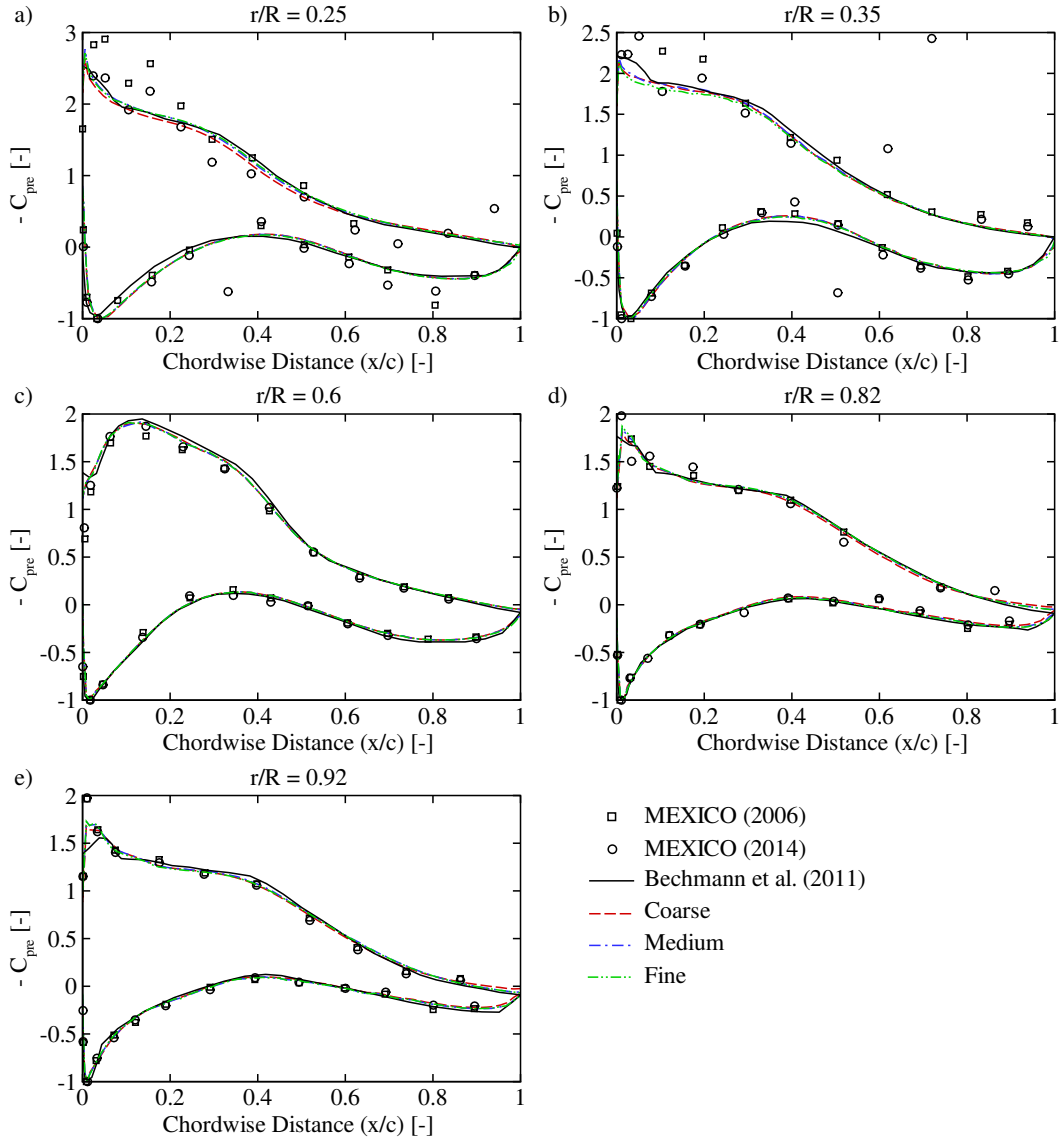 a) r/R = 0.25
3
2
1
0
-1
- C_pre [-]
0 0.2 0.4 0.6 0.8 1
Chordwise Distance (x/c) [-]
b) r/R = 0.35
2.5
2
1.5
1
0.5
0
-0.5
-1
- C_pre [-]
0 0.2 0.4 0.6 0.8 1
Chordwise Distance (x/c) [-]
c) r/R = 0.6
2
1.5
1
0.5
0
-0.5
-1
- C_pre [-]
0 0.2 0.4 0.6 0.8 1
Chordwise Distance (x/c) [-]
d) r/R = 0.82
2
1.5
1
0.5
0
-0.5
-1
- C_pre [-]
0 0.2 0.4 0.6 0.8 1
Chordwise Distance (x/c) [-]
e) r/R = 0.92
2
1.5
1
0.5
0
-0.5
-1
- C_pre [-]
0 0.2 0.4 0.6 0.8 1
Chordwise Distance (x/c) [-]
MEXICO (2006)
MEXICO (2014)
Bechmann et al. (2011)
Coarse
Medium
Fine